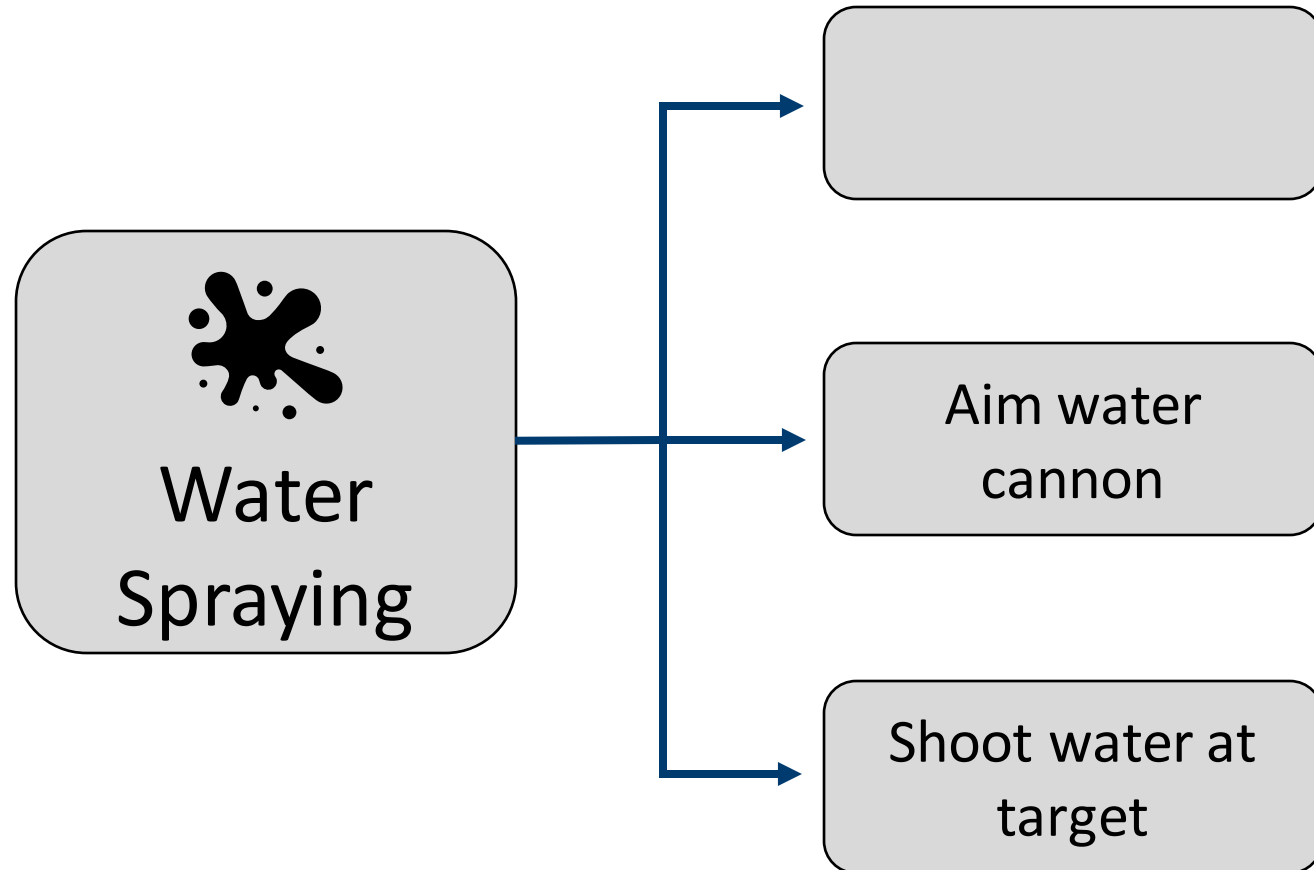 Water
Spraying
Aim water
cannon
Shoot water at
target